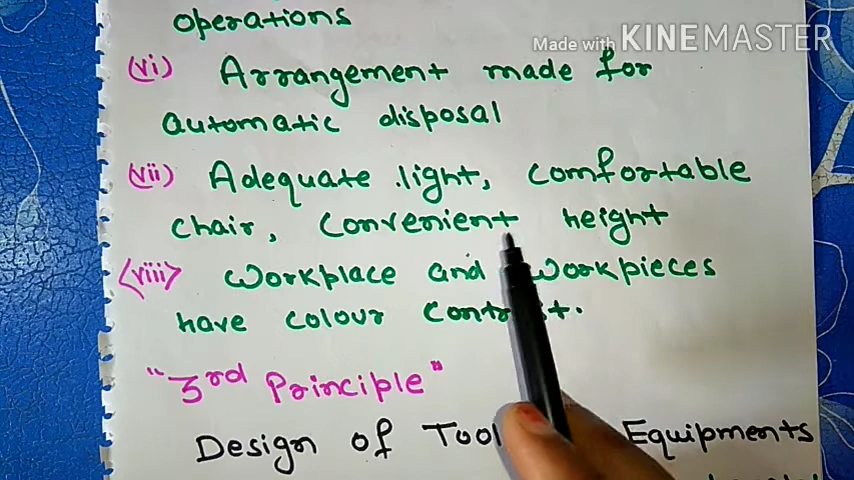 operations
Made with KINEMASTER
(vi) Arrangement made for
automatic disposal
(vii) Adequate light, comfortable
chair, convenient height
(viii) workplace and workpieces
have colour
"3rd Principle"
Design of Equipments